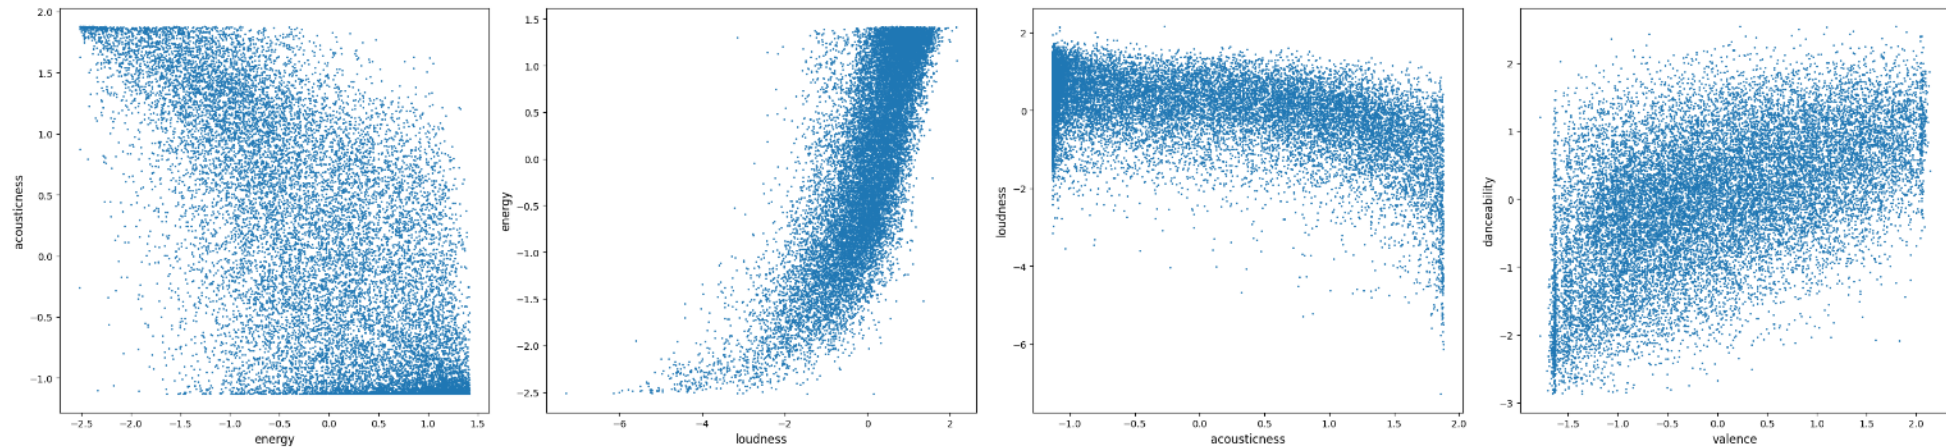 2.0
1.5
1.0
0.5
0.0
−0.5
−1.0
acousticness
−2.5 −2.0 −1.5 −1.0 −0.5 0.0 0.5 1.0 1.5
energy
1.5
1.0
0.5
0.0
−0.5
−1.0
−1.5
−2.0
−2.5
energy
−6 −4 −2 0 2
loudness
2
0
−2
−4
−6
loudness
−1.0 −0.5 0.0 0.5 1.0 1.5 2.0
acousticness
2
1
0
−1
−2
−3
danceability
−1.5 −1.0 −0.5 0.0 0.5 1.0 1.5 2.0
valence